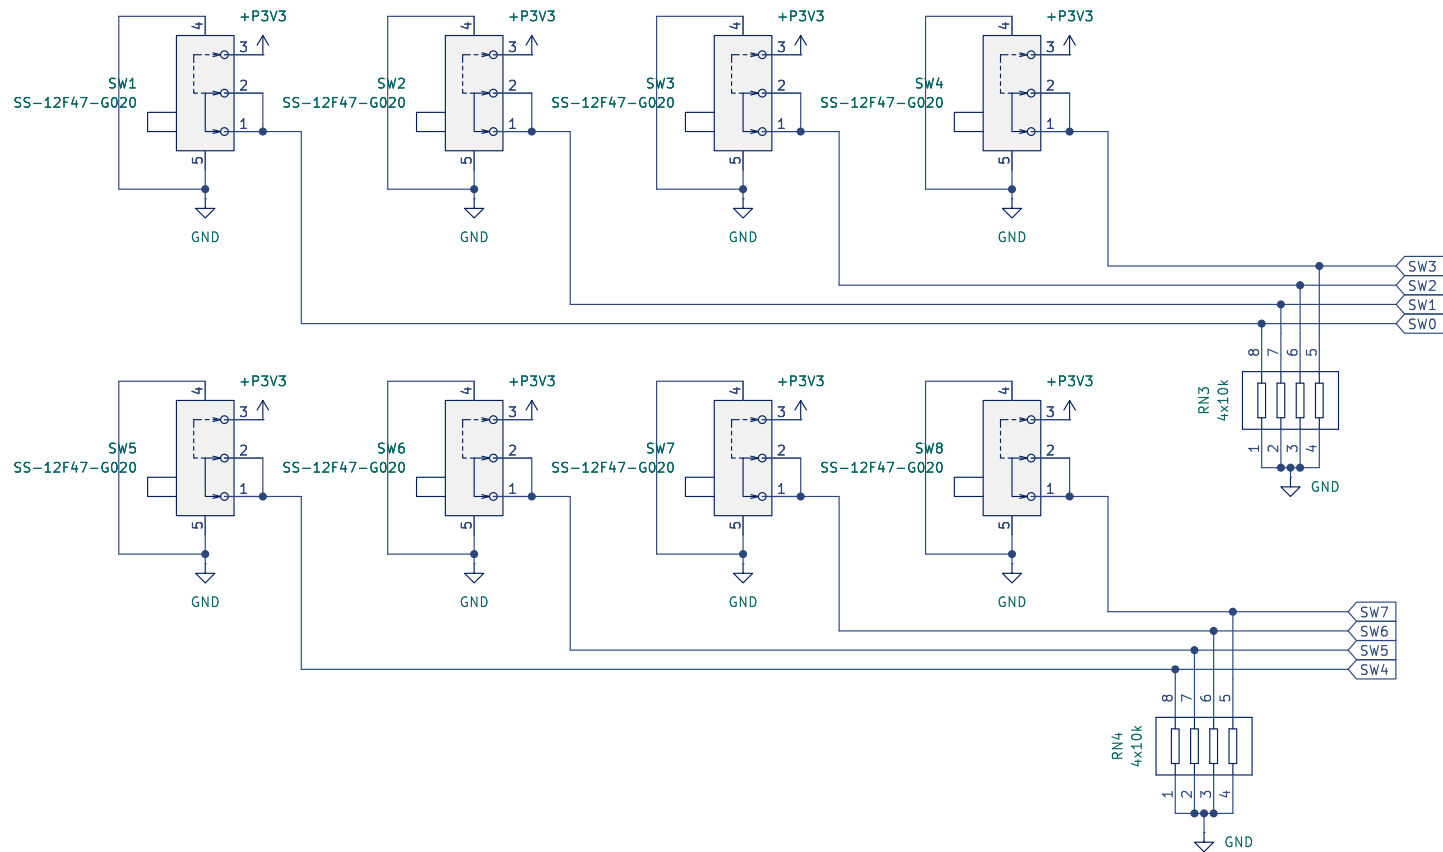 +P3V3 +P3V3 +P3V3 +P3V3
4 4 4 4
3 3 3 3
SW1 2 SW2 2 SW3 2 SW4 2
SS-12F47-G020 SS-12F47-G020 SS-12F47-G020 SS-12F47-G020
1 1 1 1
5 5 5 5
GND GND GND GND
SW3
SW2
SW1
SW0
8 7 6 5
RN3
4x10k
1 2 3 4
GND
+P3V3 +P3V3 +P3V3 +P3V3
4 4 4 4
3 3 3 3
SW5 2 SW6 2 SW7 2 SW8 2
SS-12F47-G020 SS-12F47-G020 SS-12F47-G020 SS-12F47-G020
1 1 1 1
5 5 5 5
GND GND GND GND
SW7
SW6
SW5
SW4
8 7 6 5
RN4
4x10k
1 2 3 4
GND